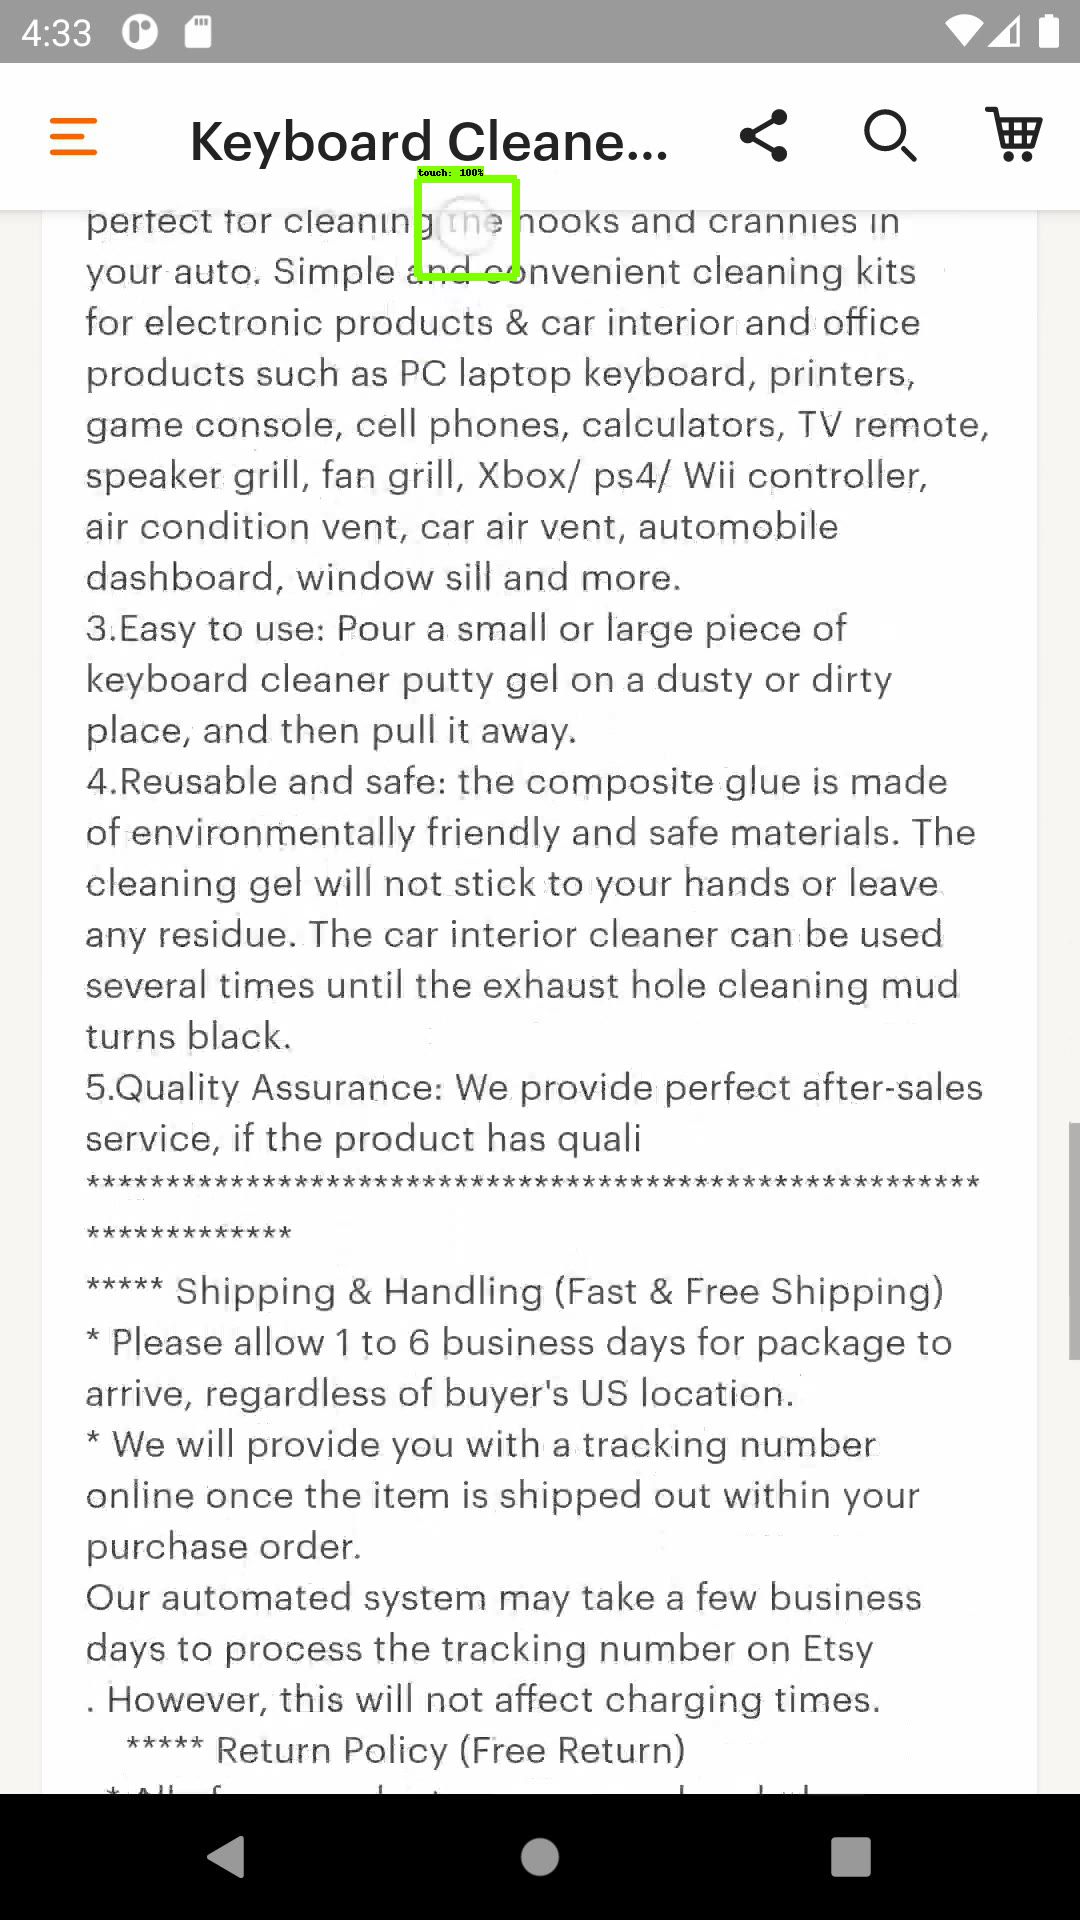 4:33
Keyboard Cleane...
touch: 100%
perfect for cleaning the nooks and crannies in
your auto. Simple and convenient cleaning kits
for electronic products & car interior and office
products such as PC laptop keyboard, printers,
game console, cell phones, calculators, TV remote,
speaker grill, fan grill, Xbox/ ps4/ Wii controller,
air condition vent, car air vent, automobile
dashboard, window sill and more.
3.Easy to use: Pour a small or large piece of
keyboard cleaner putty gel on a dusty or dirty
place, and then pull it away.
4.Reusable and safe: the composite glue is made
of environmentally friendly and safe materials. The
cleaning gel will not stick to your hands or leave
any residue. The car interior cleaner can be used
several times until the exhaust hole cleaning mud
turns black.
5.Quality Assurance: We provide perfect after-sales
service, if the product has quali
********************************************************
*************
***** Shipping & Handling (Fast & Free Shipping)
* Please allow 1 to 6 business days for package to
arrive, regardless of buyer's US location.
* We will provide you with a tracking number
online once the item is shipped out within your
purchase order.
Our automated system may take a few business
days to process the tracking number on Etsy
. However, this will not affect charging times.
***** Return Policy (Free Return)